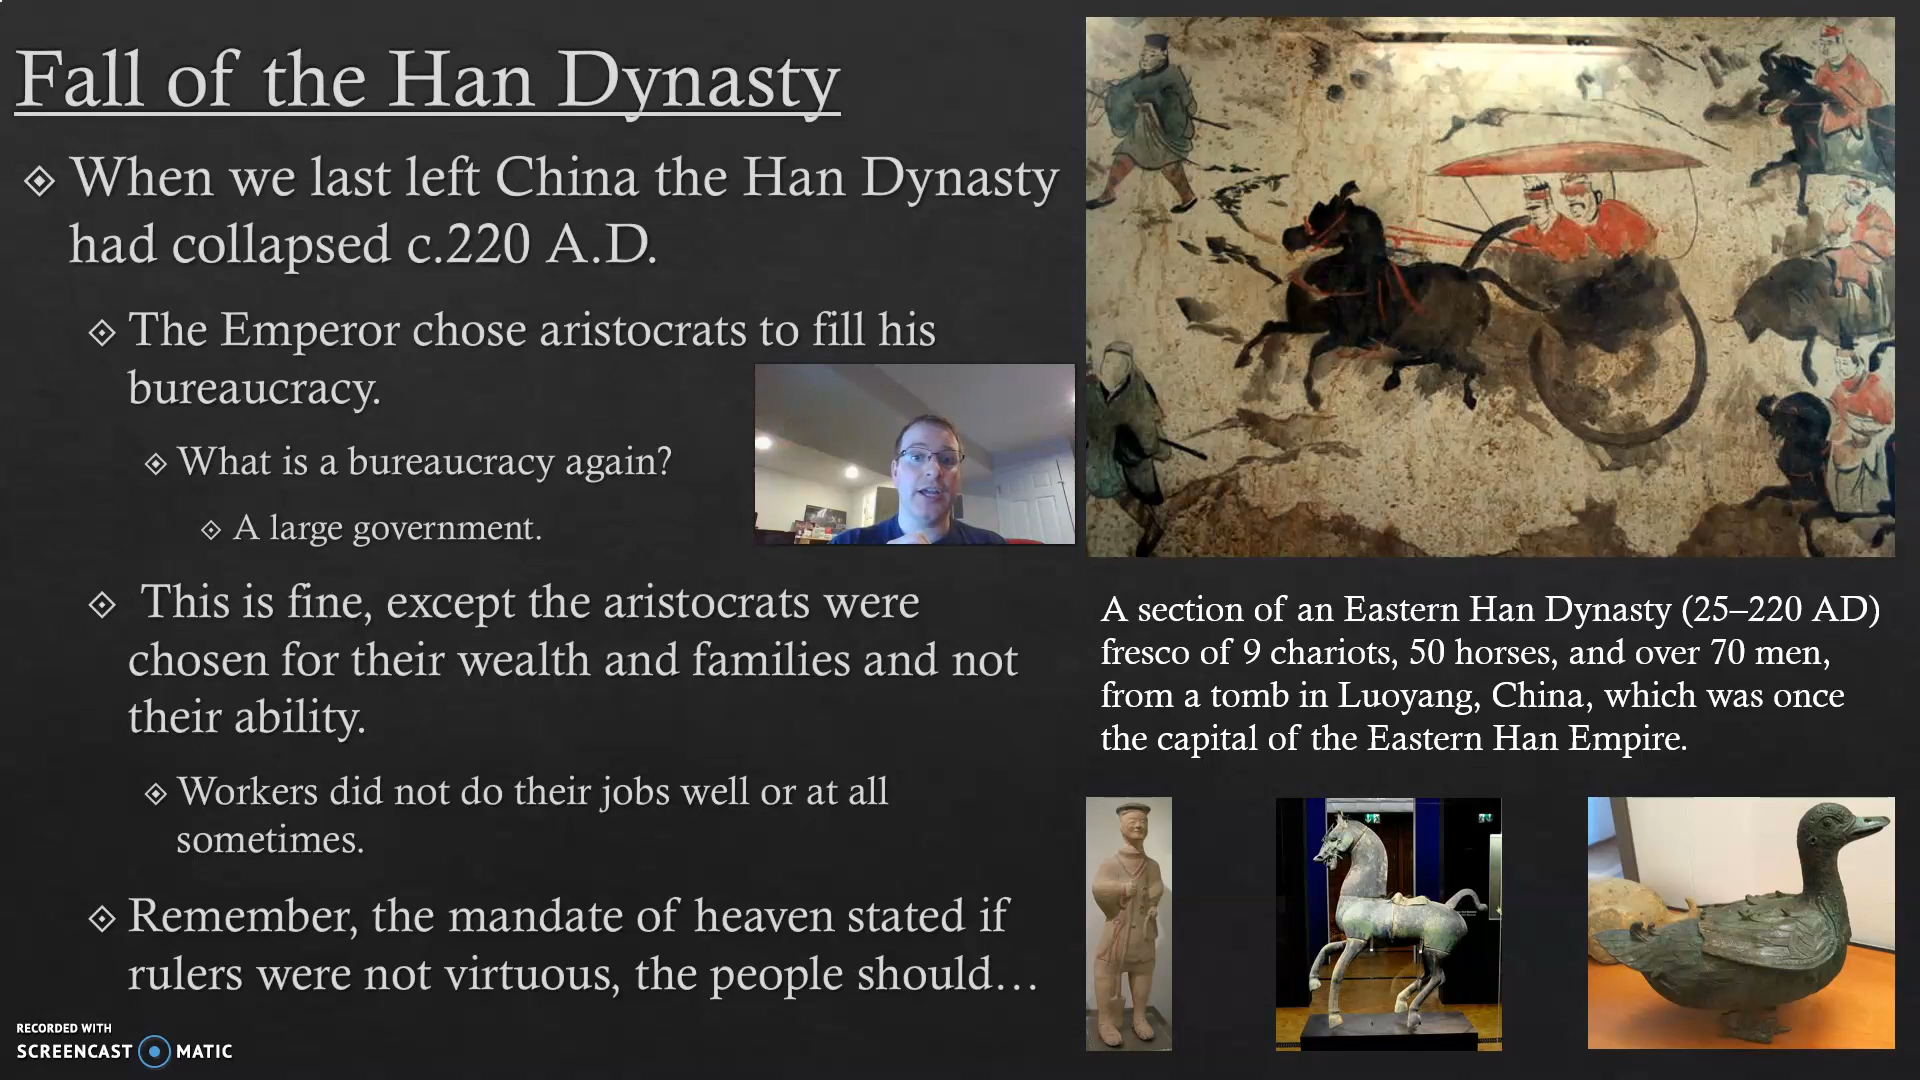 Fall of the Han Dynasty
When we last left China the Han Dynasty
had collapsed c.220 A.D.
The Emperor chose aristocrats to fill his
bureaucracy.
What is a bureaucracy again?
A large government.
This is fine, except the aristocrats were
chosen for their wealth and families and not
their ability.
Workers did not do their jobs well or at all
sometimes.
Remember, the mandate of heaven stated if
rulers were not virtuous, the people should…
A section of an Eastern Han Dynasty (25–220 AD)
fresco of 9 chariots, 50 horses, and over 70 men,
from a tomb in Luoyang, China, which was once
the capital of the Eastern Han Empire.
RECORDED WITH
SCREENCAST MATIC